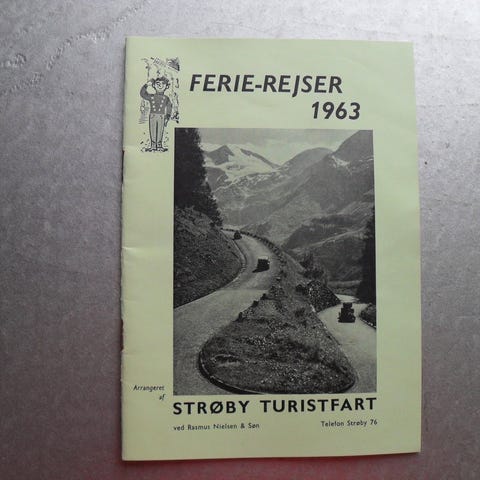 FERIE-REJSER
1963
Arrangeret
af
STRØBY TURISTFART
ved Rasmus Nielsen & Søn Telefon Strøby 76